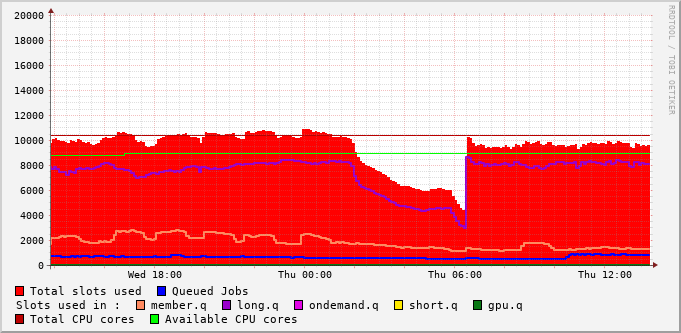 RRDTOOL / TOBI OETIKER
20000
18000
16000
14000
12000
10000
8000
6000
4000
2000
0
Wed 18:00 Thu 00:00 Thu 06:00 Thu 12:00
Total slots used Queued Jobs
Slots used in : member.q long.q ondemand.q short.q gpu.q
Total CPU cores Available CPU cores